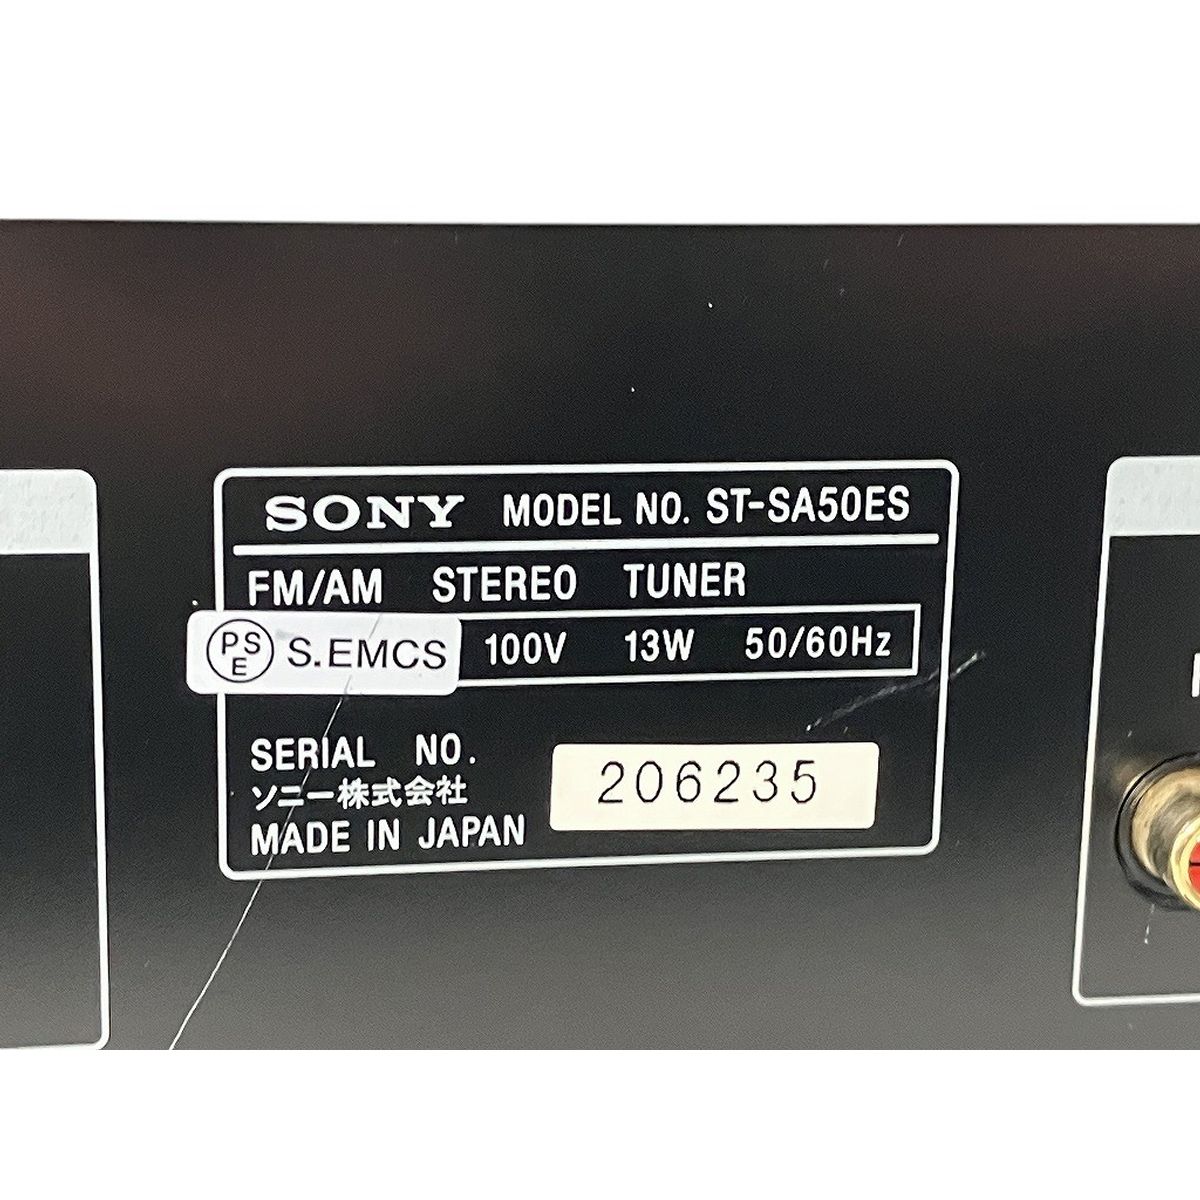 SONY MODEL NO. ST-SA50ES
FM/AM STEREO TUNER
PSE S.EMCS 100V 13W 50/60Hz
SERIAL NO. 206235
ソニー株式会社
MADE IN JAPAN